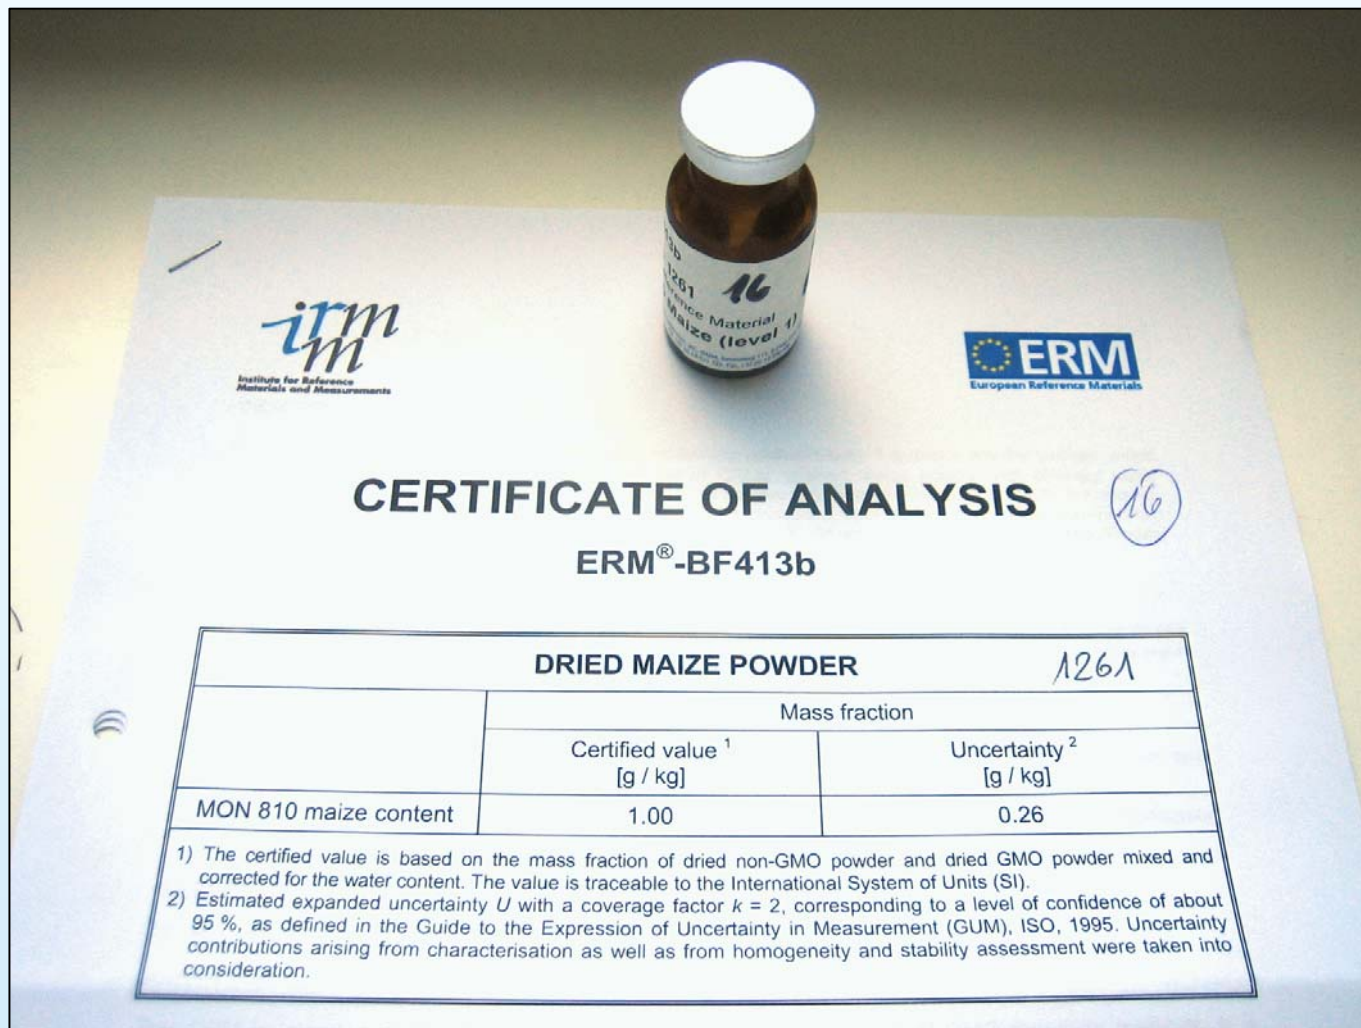 3b
1261
16
rence Material
Maize (level 1)
irmm
Institute for Reference
Materials and Measurements
ERM
European Reference Materials
CERTIFICATE OF ANALYSIS
16
ERM®-BF413b
DRIED MAIZE POWDER 1261
Mass fraction
Certified value 1 Uncertainty 2
[g / kg] [g / kg]
MON 810 maize content 1.00 0.26
1) The certified value is based on the mass fraction of dried non-GMO powder and dried GMO powder mixed and
corrected for the water content. The value is traceable to the International System of Units (SI).
2) Estimated expanded uncertainty U with a coverage factor k = 2, corresponding to a level of confidence of about
95 %, as defined in the Guide to the Expression of Uncertainty in Measurement (GUM), ISO, 1995. Uncertainty
contributions arising from characterisation as well as from homogeneity and stability assessment were taken into
consideration.